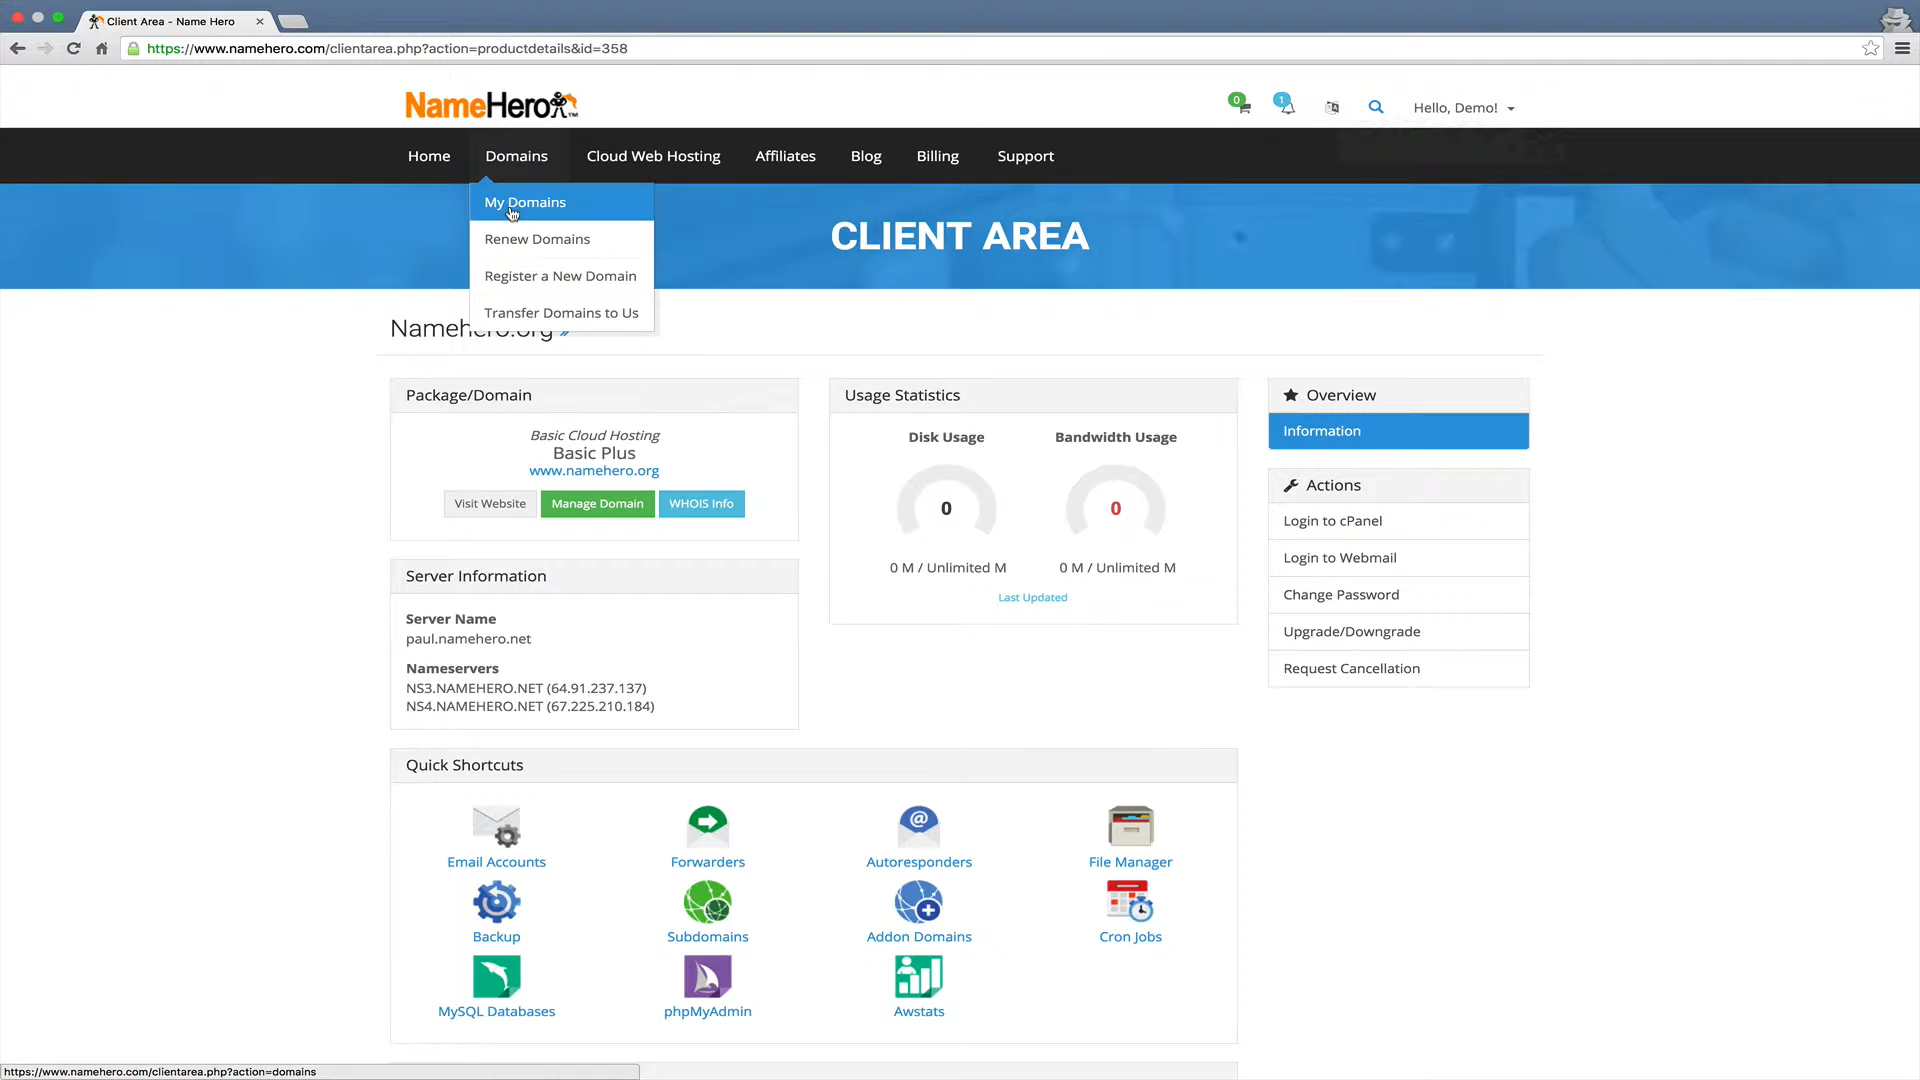 Client Area - Name Hero
https://www.namehero.com/clientarea.php?action=productdetails&id=358
NameHero™
0
1
Hello, Demo!
Home
Domains
Cloud Web Hosting
Affiliates
Blog
Billing
Support
My Domains
Renew Domains
Register a New Domain
Transfer Domains to Us
CLIENT AREA
Namehero.org
Package/Domain
Basic Cloud Hosting
Basic Plus
www.namehero.org
Visit Website
Manage Domain
WHOIS Info
Server Information
Server Name
paul.namehero.net
Nameservers
NS3.NAMEHERO.NET (64.91.237.137)
NS4.NAMEHERO.NET (67.225.210.184)
Usage Statistics
Disk Usage
Bandwidth Usage
0
0
0 M / Unlimited M
0 M / Unlimited M
Last Updated
Overview
Information
Actions
Login to cPanel
Login to Webmail
Change Password
Upgrade/Downgrade
Request Cancellation
Quick Shortcuts
Email Accounts
Forwarders
Autoresponders
File Manager
Backup
Subdomains
Addon Domains
Cron Jobs
MySQL Databases
phpMyAdmin
Awstats
https://www.namehero.com/clientarea.php?action=domains